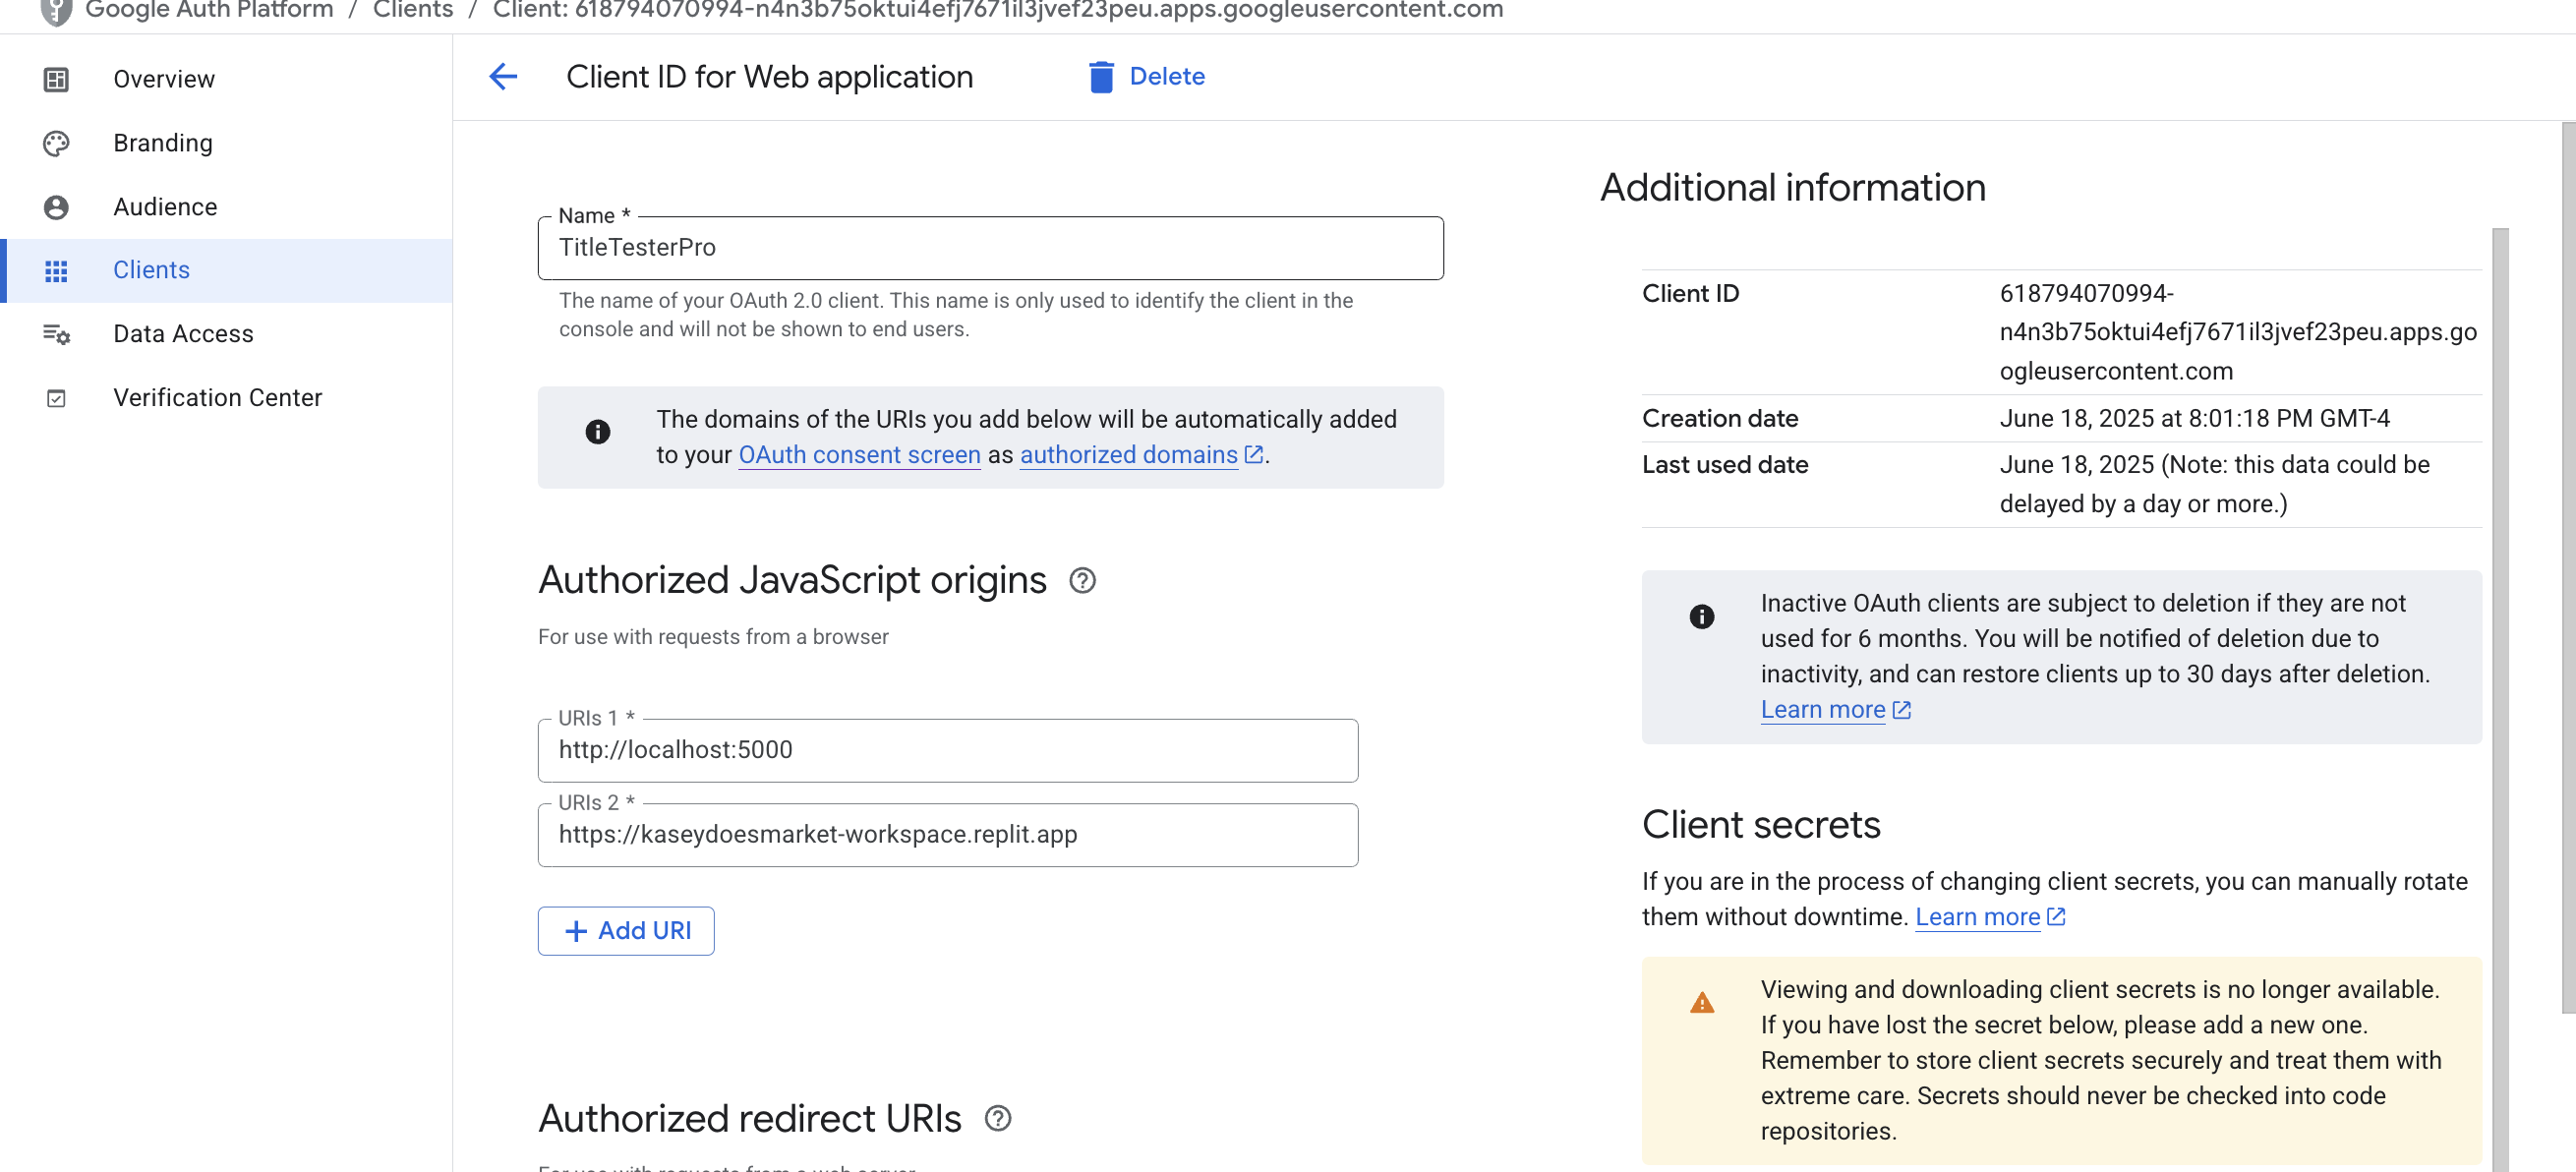 Google Auth Platform / Clients / Client: 618794070994-n4n3b75oktui4efj7671il3jvef23peu.apps.googleusercontent.com
Overview
Branding
Audience
Clients
Data Access
Verification Center
Client ID for Web application
Delete
Name *
TitleTesterPro
The name of your OAuth 2.0 client. This name is only used to identify the client in the
console and will not be shown to end users.
The domains of the URIs you add below will be automatically added
to your OAuth consent screen as authorized domains.
Authorized JavaScript origins
For use with requests from a browser
URIs 1 *
http://localhost:5000
URIs 2 *
https://kaseydoesmarket-workspace.replit.app
+ Add URI
Authorized redirect URIs
For use with requests from a web server
Additional information
Client ID
618794070994-
n4n3b75oktui4efj7671il3jvef23peu.apps.go
ogleusercontent.com
Creation date
June 18, 2025 at 8:01:18 PM GMT-4
Last used date
June 18, 2025 (Note: this data could be
delayed by a day or more.)
Inactive OAuth clients are subject to deletion if they are not
used for 6 months. You will be notified of deletion due to
inactivity, and can restore clients up to 30 days after deletion.
Learn more
Client secrets
If you are in the process of changing client secrets, you can manually rotate
them without downtime. Learn more
Viewing and downloading client secrets is no longer available.
If you have lost the secret below, please add a new one.
Remember to store client secrets securely and treat them with
extreme care. Secrets should never be checked into code
repositories.